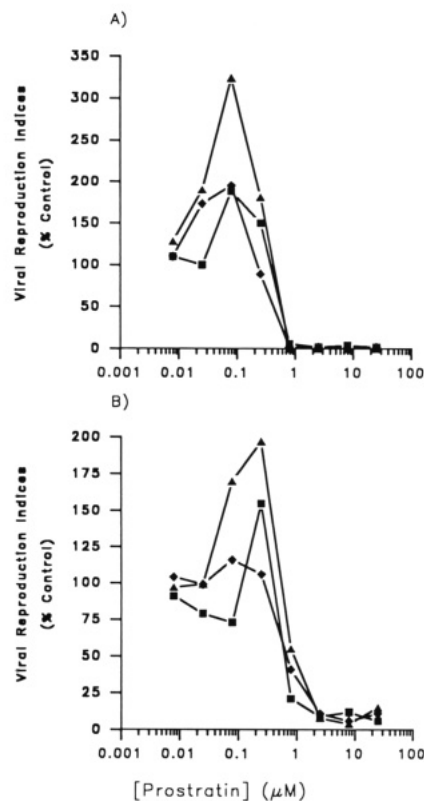 A)
350
300
250
200
150
100
50
0
Viral Reproduction Indices
(% Control)
0.001 0.01 0.1 1 10 100
B)
200
175
150
125
100
75
50
25
0
Viral Reproduction Indices
(% Control)
0.001 0.01 0.1 1 10 100
[Prostratin] (μM)